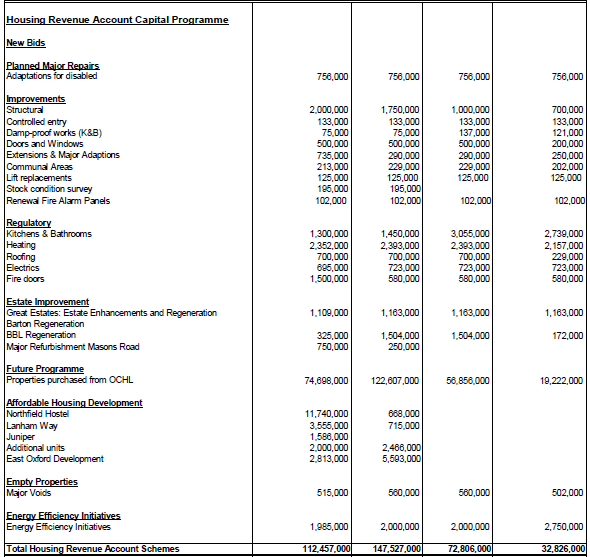 Housing Revenue Account Capital Programme
New Bids
Planned Major Repairs
Adaptations for disabled 756,000 756,000 756,000 756,000
Improvements
Structural 2,000,000 1,750,000 1,000,000 700,000
Controlled entry 133,000 133,000 133,000 133,000
Damp-proof works (K&B) 75,000 75,000 137,000 121,000
Doors and Windows 500,000 500,000 500,000 200,000
Extensions & Major Adaptions 735,000 290,000 290,000 250,000
Communal Areas 213,000 229,000 229,000 202,000
Lift replacements 125,000 125,000 125,000 125,000
Stock condition survey 195,000 195,000
Renewal Fire Alarm Panels 102,000 102,000 102,000 102,000
Regulatory
Kitchens & Bathrooms 1,300,000 1,450,000 3,055,000 2,739,000
Heating 2,352,000 2,393,000 2,393,000 2,157,000
Roofing 700,000 700,000 700,000 229,000
Electrics 695,000 723,000 723,000 723,000
Fire doors 1,500,000 580,000 580,000 580,000
Estate Improvement
Great Estates: Estate Enhancements and Regeneration 1,109,000 1,163,000 1,163,000 1,163,000
Barton Regeneration
BBL Regeneration 325,000 1,504,000 1,504,000 172,000
Major Refurbishment Masons Road 750,000 250,000
Future Programme
Properties purchased from OCHL 74,698,000 122,607,000 56,856,000 19,222,000
Affordable Housing Development
Northfield Hostel 11,740,000 668,000
Lanham Way 3,555,000 715,000
Juniper 1,586,000
Additional units 2,000,000 2,466,000
East Oxford Development 2,813,000 5,593,000
Empty Properties
Major Voids 515,000 560,000 560,000 502,000
Energy Efficiency Initiatives
Energy Efficiency Initiatives 1,985,000 2,000,000 2,000,000 2,750,000
Total Housing Revenue Account Schemes 112,457,000 147,527,000 72,806,000 32,826,000